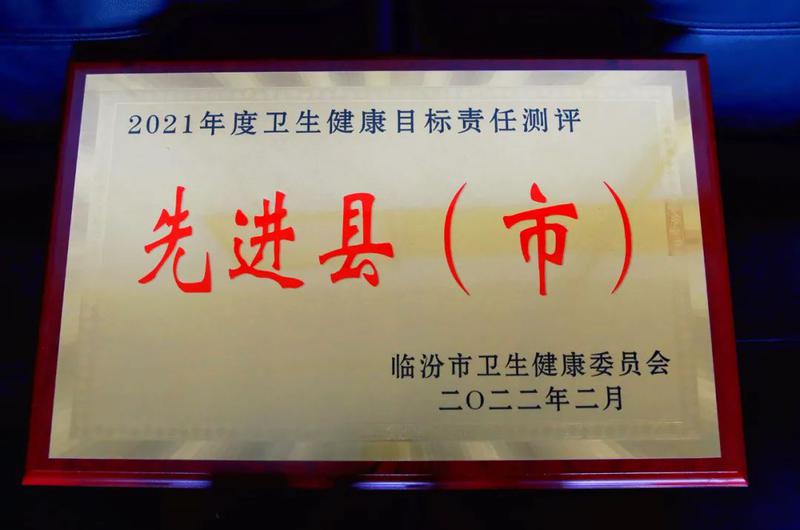 2021年度卫生健康目标责任测评
先进县（市）
临汾市卫生健康委员会
二〇二二年二月